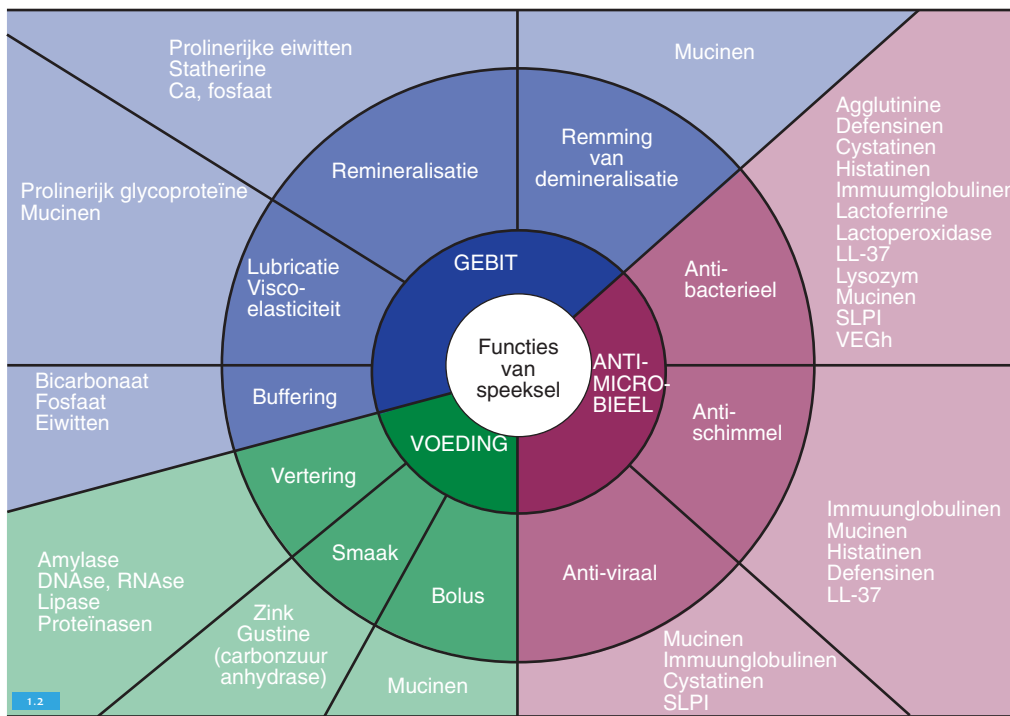 Prolinerijke eiwitten
Statherine
Ca, fosfaat
Mucinen
Agglutinine
Defensinen
Cystatinen
Histatinen
Immuumglobulinen
Lactoferrine
Lactoperoxidase
LL-37
Lysozym
Mucinen
SLPI
VEGh
Remineralisatie
Remming
van
demineralisatie
Prolinerijk glycoproteïne
Mucinen
Lubricatie
Visco-
elasticiteit
GEBIT
Anti-
bacterieel
Functies
van
speeksel
ANTI-
MICRO-
BIEEL
Bicarbonaat
Fosfaat
Eiwitten
Buffering
VOEDING
Anti-
schimmel
Vertering
Smaak
Bolus
Anti-viraal
Immuunglobulinen
Mucinen
Histatinen
Defensinen
LL-37
Amylase
DNAse, RNAse
Lipase
Proteïnasen
Zink
Gustine
(carbonzuur
anhydrase)
Mucinen
Mucinen
Immuunglobulinen
Cystatinen
SLPI
1.2